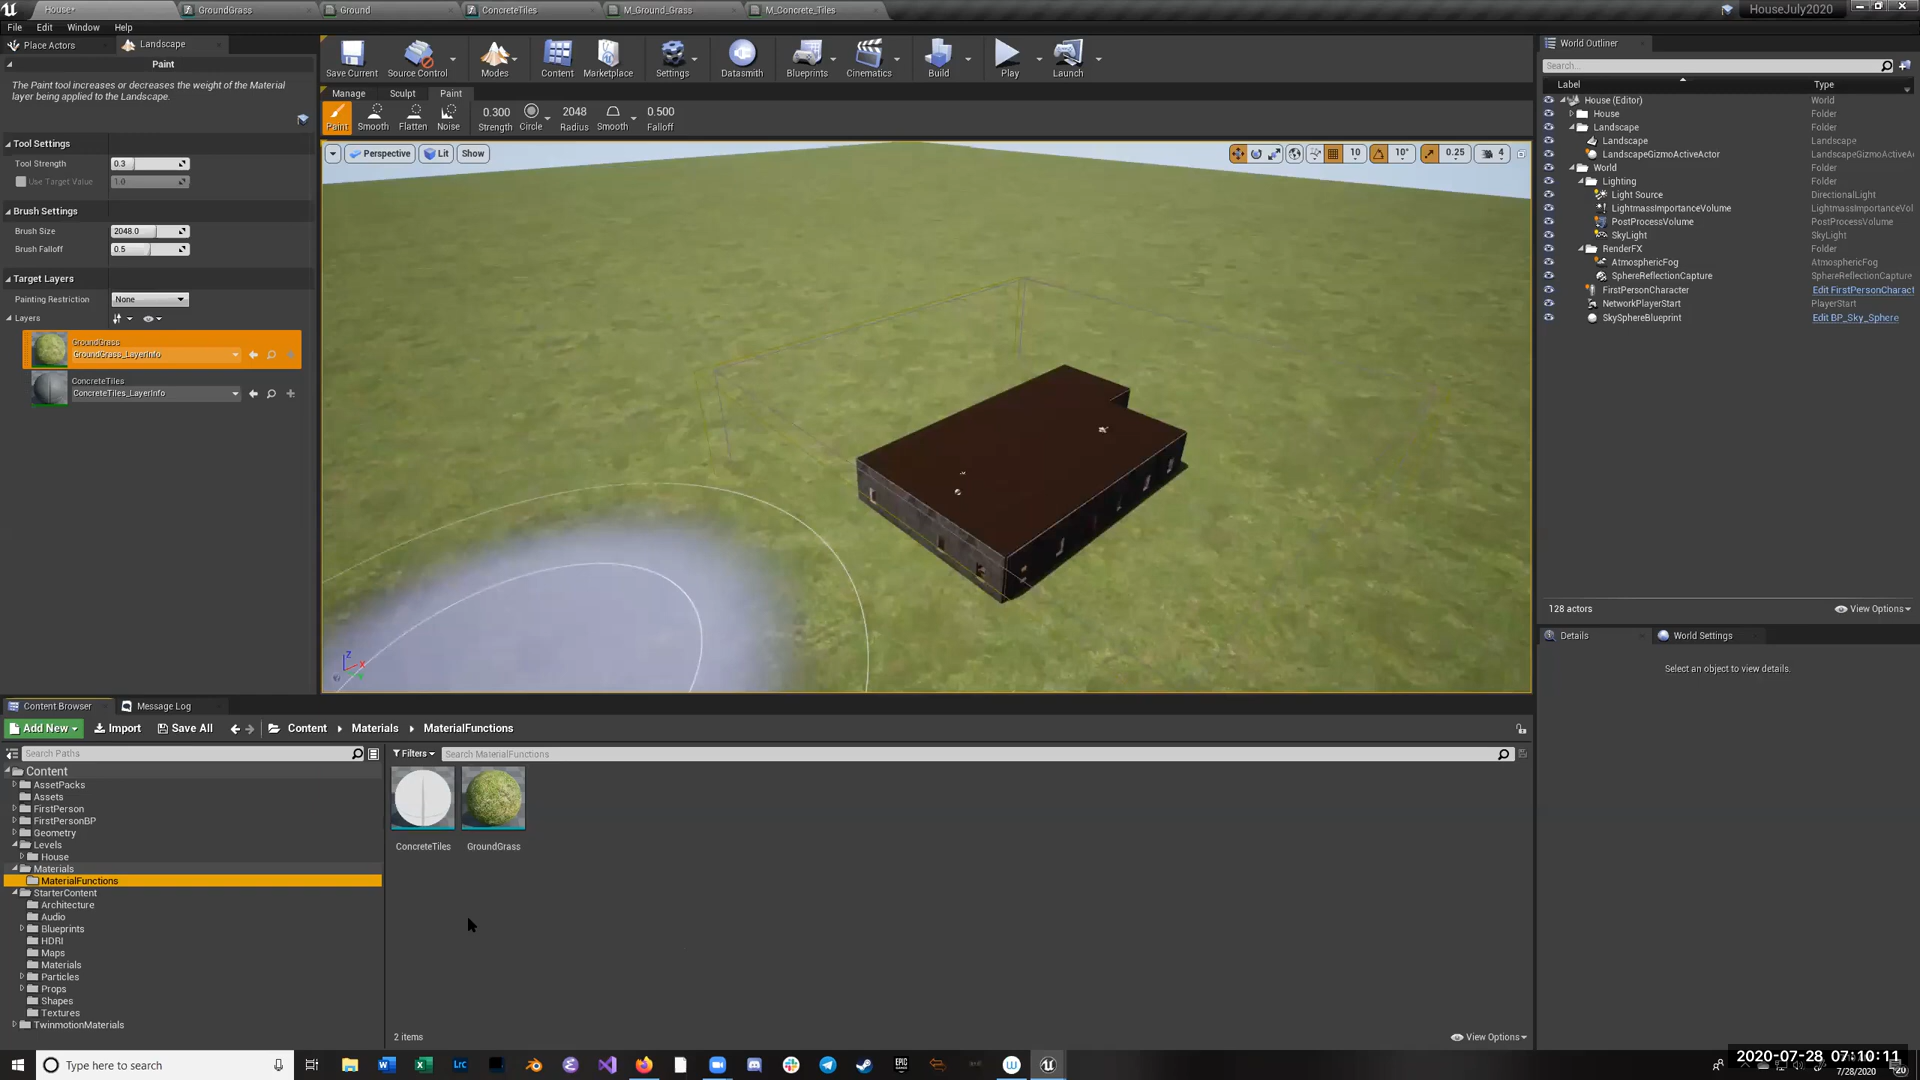 House*
GroundGrass
Ground
ConcreteTiles
M_Ground_Grass
M_Concrete_Tiles
HouseJuly2020
File Edit Window Help
Place Actors
Landscape
Paint
The Paint tool increases or decreases the weight of the Material
layer being applied to the Landscape.
Tool Settings
Tool Strength 0.3
Use Target Value 1.0
Brush Settings
Brush Size 2048.0
Brush Falloff 0.5
Target Layers
Painting Restriction None
Layers
GroundGrass
GroundGrass_LayerInfo
ConcreteTiles
ConcreteTiles_LayerInfo
Save Current
Source Control
Modes
Content
Marketplace
Settings
Datasmith
Blueprints
Cinematics
Build
Play
Launch
Manage Sculpt Paint
Paint Smooth Flatten Noise
0.300 Strength
Circle
2048 Radius
Smooth
0.500 Falloff
Perspective Lit Show
10 10° 0.25 4
Z X
World Outliner
Search...
Label Type
House (Editor) World
House Folder
Landscape Folder
Landscape Landscape
LandscapeGizmoActiveActor LandscapeGizmoActiveA
World Folder
Lighting Folder
Light Source DirectionalLight
LightmassImportanceVolume LightmassImportanceVol
PostProcessVolume PostProcessVolume
SkyLight SkyLight
RenderFX Folder
AtmosphericFog AtmosphericFog
SphereReflectionCapture SphereReflectionCapture
FirstPersonCharacter Edit FirstPersonCharact
NetworkPlayerStart PlayerStart
SkySphereBlueprint Edit BP_Sky_Sphere
128 actors
View Options
Details
World Settings
Select an object to view details.
Content Browser
Message Log
Add New Import Save All
Content Materials MaterialFunctions
Search Paths
Filters
Search MaterialFunctions
Content
AssetPacks
Assets
FirstPerson
FirstPersonBP
Geometry
Levels
House
Materials
MaterialFunctions
StarterContent
Architecture
Audio
Blueprints
HDRI
Maps
Materials
Particles
Props
Shapes
Textures
TwinmotionMaterials
ConcreteTiles
GroundGrass
2 items
View Options
Type here to search
Lrc
EPIC GAMES
2020-07-28 07:10:11
7/28/2020
20